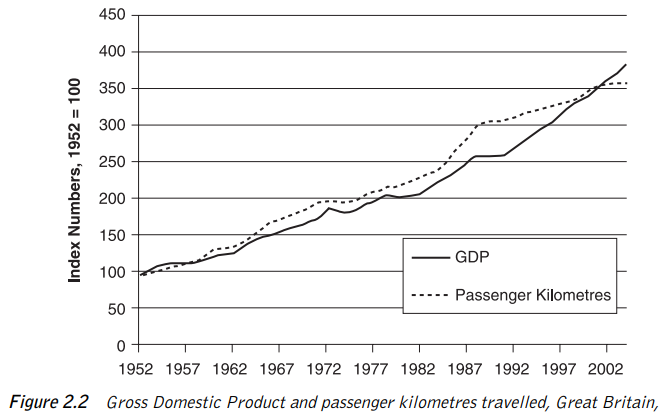 450
400
350
300
250
200
150
100
50
0
Index Numbers, 1952 = 100
GDP
Passenger Kilometres
1952 1957 1962 1967 1972 1977 1982 1987 1992 1997 2002
Figure 2.2 Gross Domestic Product and passenger kilometres travelled, Great Britain,